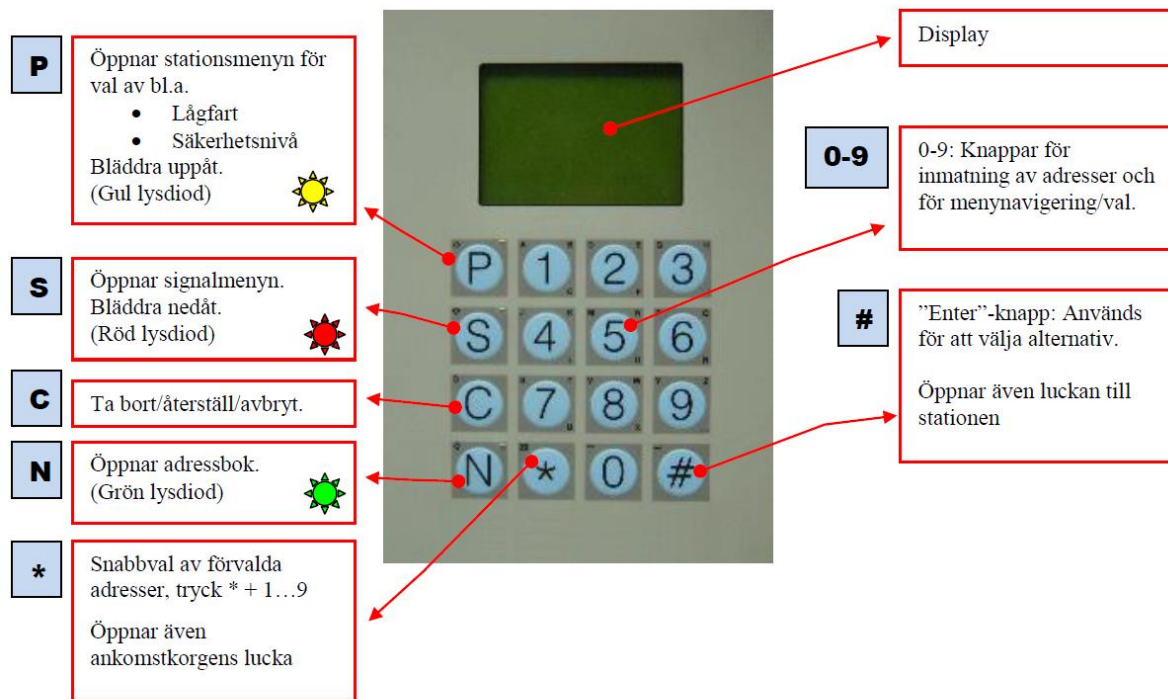 P
Öppnar stationsmenyn för
val av bl.a.
• Lågfart
• Säkerhetsnivå
Bläddra uppåt.
(Gul lysdiod)
S
Öppnar signalmenyn.
Bläddra nedåt.
(Röd lysdiod)
C
Ta bort/återställ/avbryt.
N
Öppnar adressbok.
(Grön lysdiod)
*
Snabbval av förvalda
adresser, tryck * + 1…9
Öppnar även
ankomstkorgens lucka
P 1 2 3
S 4 5 6
C 7 8 9
N * 0 #
Display
0-9
0-9: Knappar för
inmatning av adresser och
för menynavigering/val.
#
”Enter”-knapp: Används
för att välja alternativ.
Öppnar även luckan till
stationen